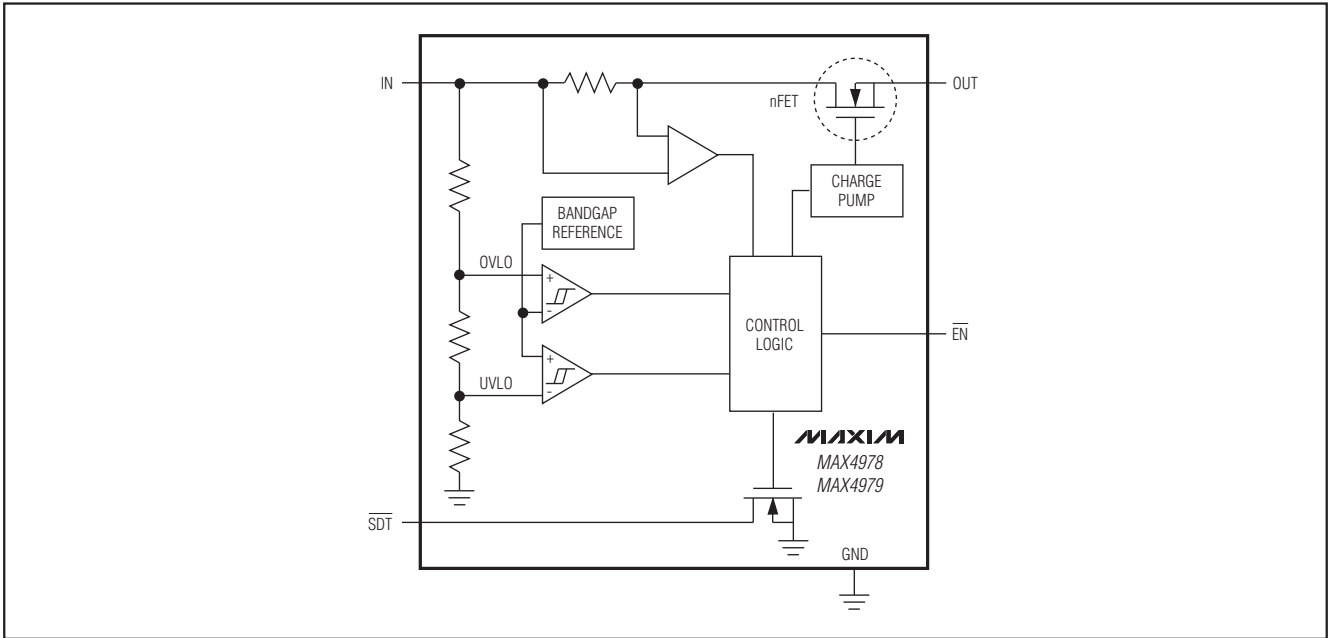 IN
OUT
nFET
CHARGE
PUMP
BANDGAP
REFERENCE
OVLO
+
-
CONTROL
LOGIC
EN
+
-
UVLO
MAXIM
MAX4978
MAX4979
SDT
GND